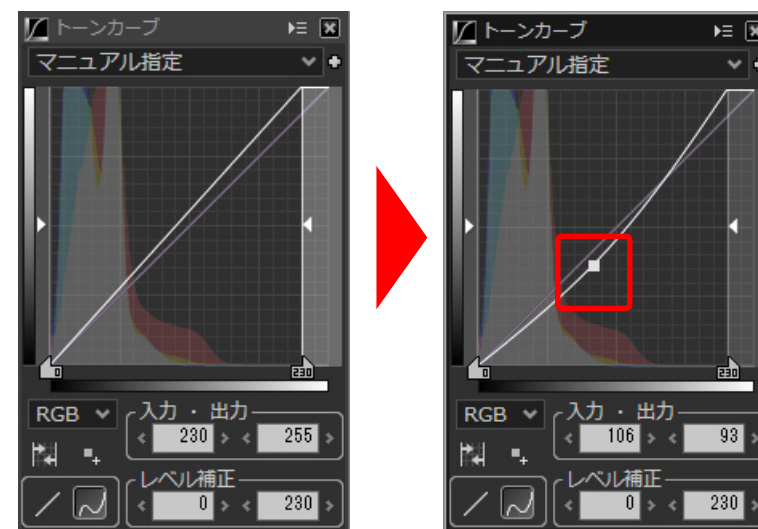 トーンカーブ
マニュアル指定
0
230
RGB
入力 ・ 出力
230
255
レベル補正
0
230
トーンカーブ
マニュアル指定
0
230
RGB
入力 ・ 出力
106
93
レベル補正
0
230